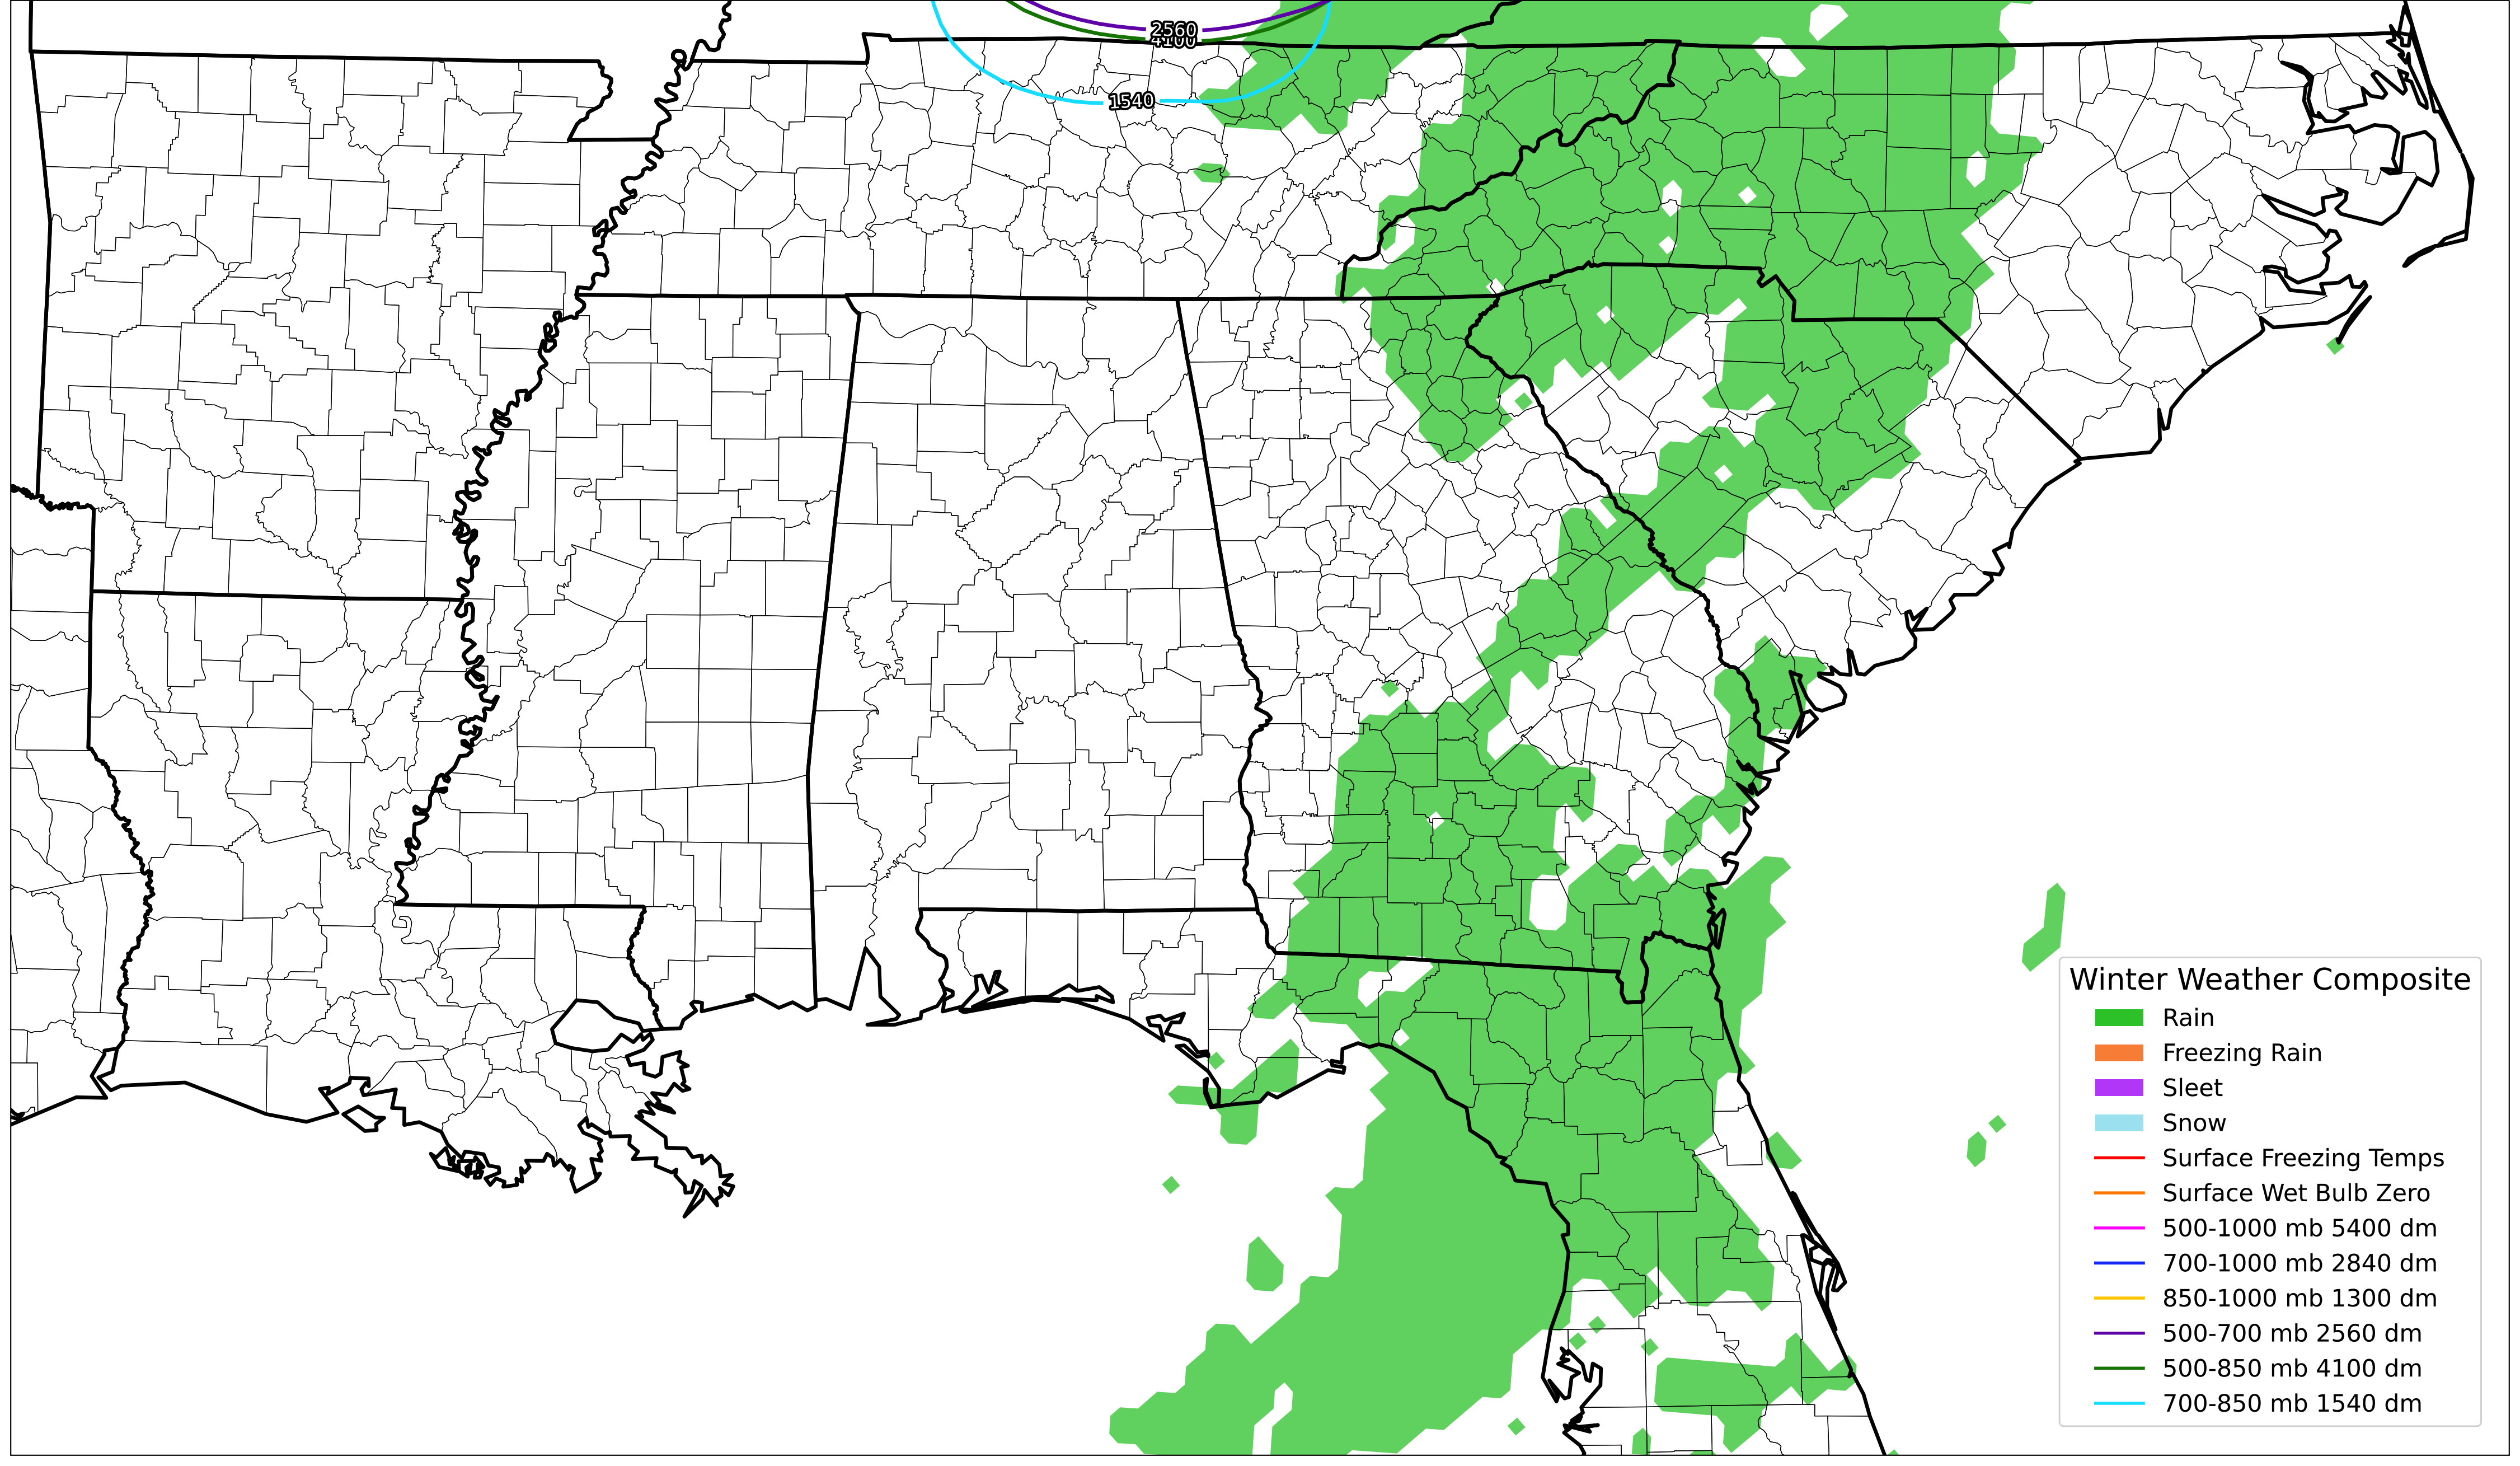 2560
4100
1540
Winter Weather Composite
Rain
Freezing Rain
Sleet
Snow
Surface Freezing Temps
Surface Wet Bulb Zero
500-1000 mb 5400 dm
700-1000 mb 2840 dm
850-1000 mb 1300 dm
500-700 mb 2560 dm
500-850 mb 4100 dm
700-850 mb 1540 dm